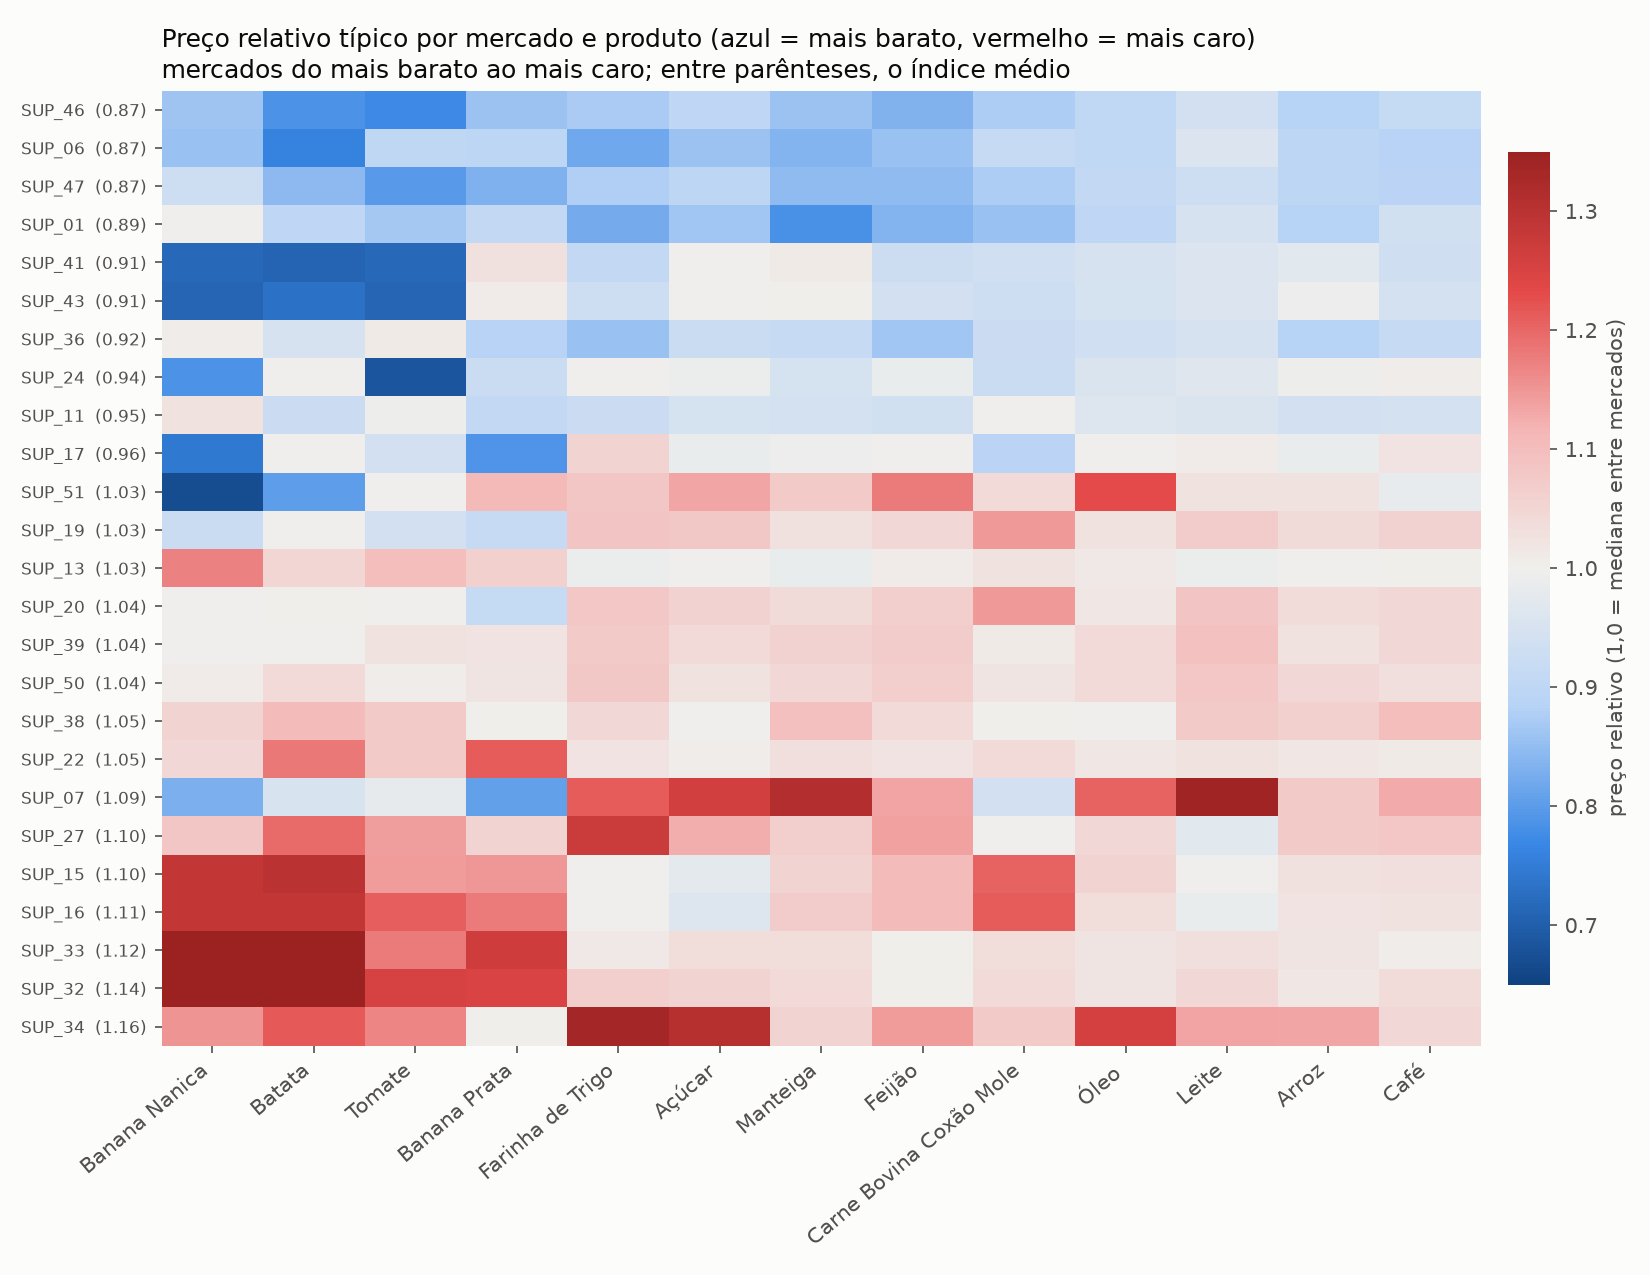 Preço relativo típico por mercado e produto (azul = mais barato, vermelho = mais caro)
mercados do mais barato ao mais caro; entre parênteses, o índice médio
SUP_46 (0.87)
SUP_06 (0.87)
SUP_47 (0.87)
SUP_01 (0.89)
SUP_41 (0.91)
SUP_43 (0.91)
SUP_36 (0.92)
SUP_24 (0.94)
SUP_11 (0.95)
SUP_17 (0.96)
SUP_51 (1.03)
SUP_19 (1.03)
SUP_13 (1.03)
SUP_20 (1.04)
SUP_39 (1.04)
SUP_50 (1.04)
SUP_38 (1.05)
SUP_22 (1.05)
SUP_07 (1.09)
SUP_27 (1.10)
SUP_15 (1.10)
SUP_16 (1.11)
SUP_33 (1.12)
SUP_32 (1.14)
SUP_34 (1.16)
Banana Nanica
Batata
Tomate
Banana Prata
Farinha de Trigo
Açúcar
Manteiga
Feijão
Carne Bovina Coxão Mole
Óleo
Leite
Arroz
Café
1.3
1.2
1.1
1.0
0.9
0.8
0.7
preço relativo (1,0 = mediana entre mercados)